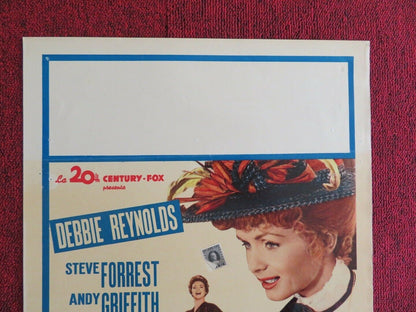 La 20th CENTURY-FOX
presenta
DEBBIE REYNOLDS
STEVE
FORREST
ANDY
GRIFFITH